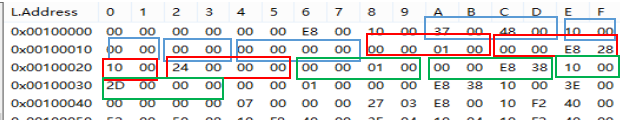 L.Address 0 1 2 3 4 5 6 7 8 9 A B C D E F
0x00100000 00 00 00 00 00 00 E8 00 10 00 37 00 48 00 10 00
0x00100010 00 00 00 00 00 00 00 00 00 00 01 00 00 00 E8 28
0x00100020 10 00 24 00 00 00 00 00 01 00 00 00 E8 38 10 00
0x00100030 2D 00 00 00 00 00 01 00 00 00 E8 38 10 00 3E 00
0x00100040 00 00 00 00 07 00 00 00 27 03 E8 00 10 F2 40 00